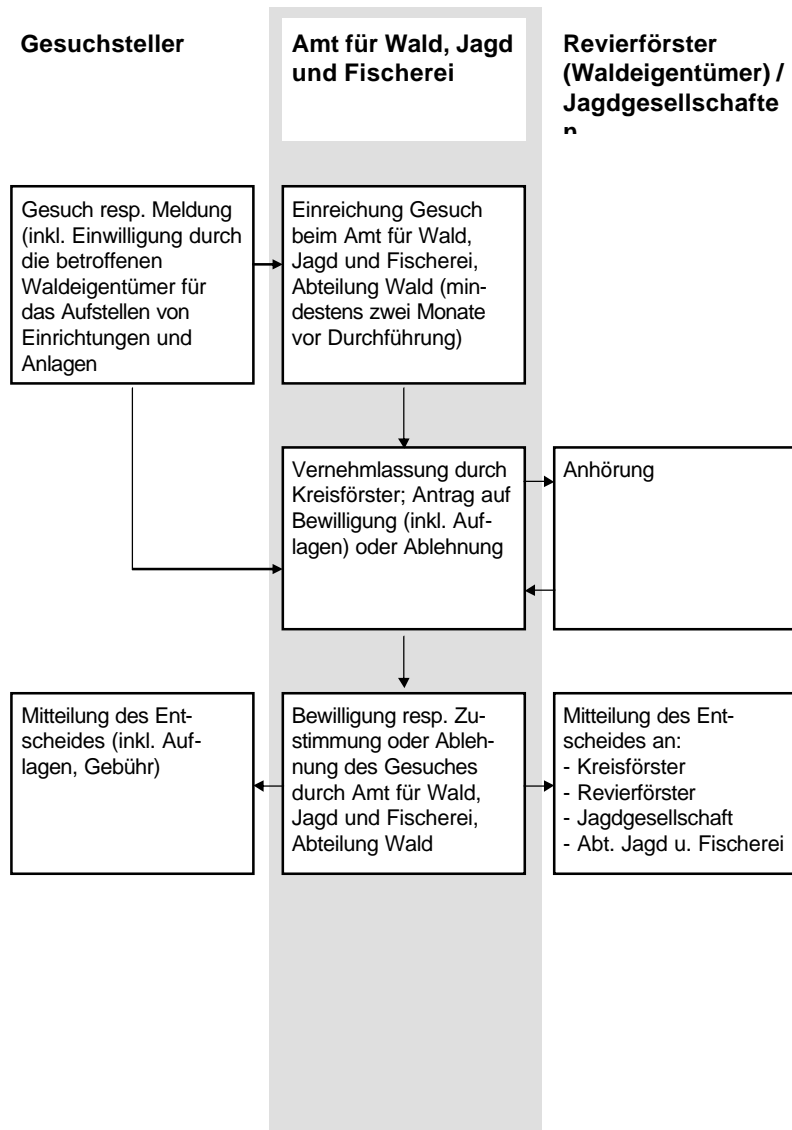 Gesuchsteller
Amt für Wald, Jagd
und Fischerei
Revierförster
(Waldeigentümer) /
Jagdgesellschafte
n
Gesuch resp. Meldung
(inkl. Einwilligung durch
die betroffenen
Waldeigentümer für
das Aufstellen von
Einrichtungen und
Anlagen
Einreichung Gesuch
beim Amt für Wald,
Jagd und Fischerei,
Abteilung Wald (min-
destens zwei Monate
vor Durchführung)
Vernehmlassung durch
Kreisförster; Antrag auf
Bewilligung (inkl. Auf-
lagen) oder Ablehnung
Anhörung
Mitteilung des Ent-
scheides (inkl. Auf-
lagen, Gebühr)
Bewilligung resp. Zu-
stimmung oder Ableh-
nung des Gesuches
durch Amt für Wald,
Jagd und Fischerei,
Abteilung Wald
Mitteilung des Ent-
scheides an:
- Kreisförster
- Revierförster
- Jagdgesellschaft
- Abt. Jagd u. Fischerei